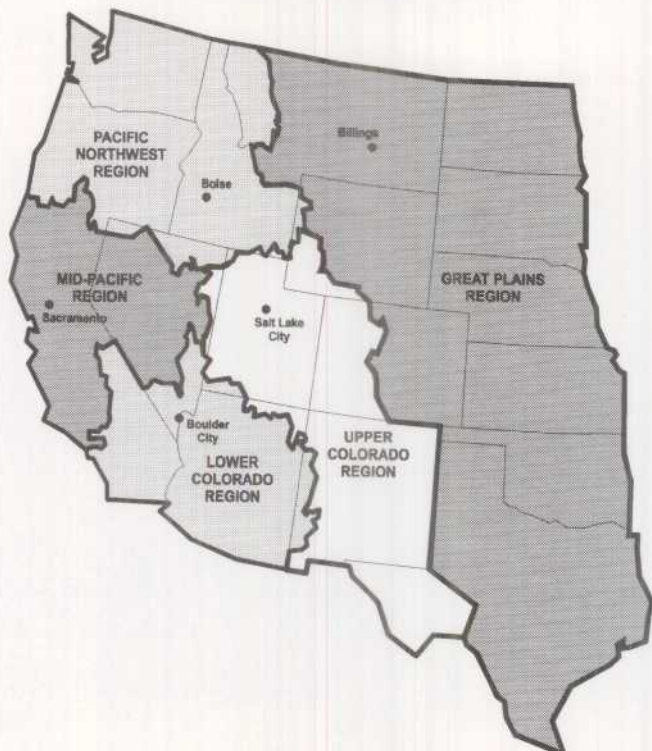 PACIFIC
NORTHWEST
REGION
Billings
Boise
MID-PACIFIC
REGION
Sacramento
GREAT PLAINS
REGION
Salt Lake
City
Boulder
City
LOWER
COLORADO
REGION
UPPER
COLORADO
REGION